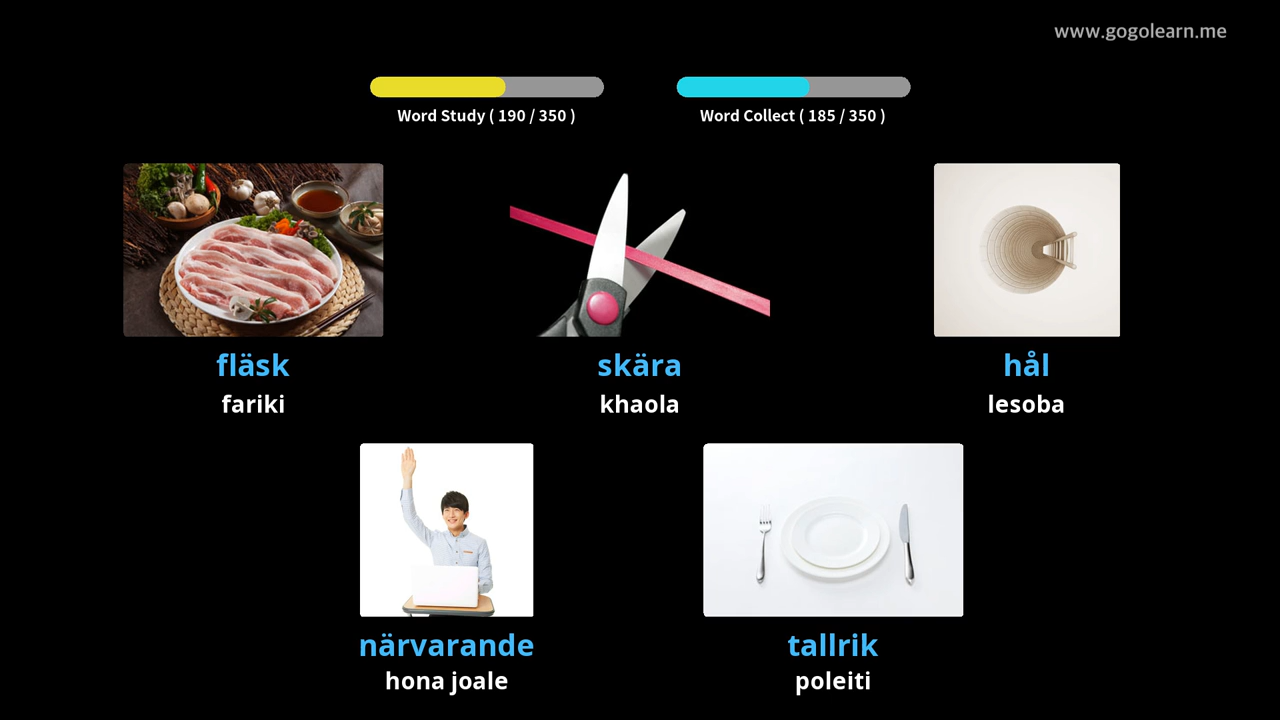 www.gogolearn.me
Word Study ( 190 / 350 )
Word Collect ( 185 / 350 )
fläsk
fariki
skära
khaola
hål
lesoba
närvarande
hona joale
tallrik
poleiti